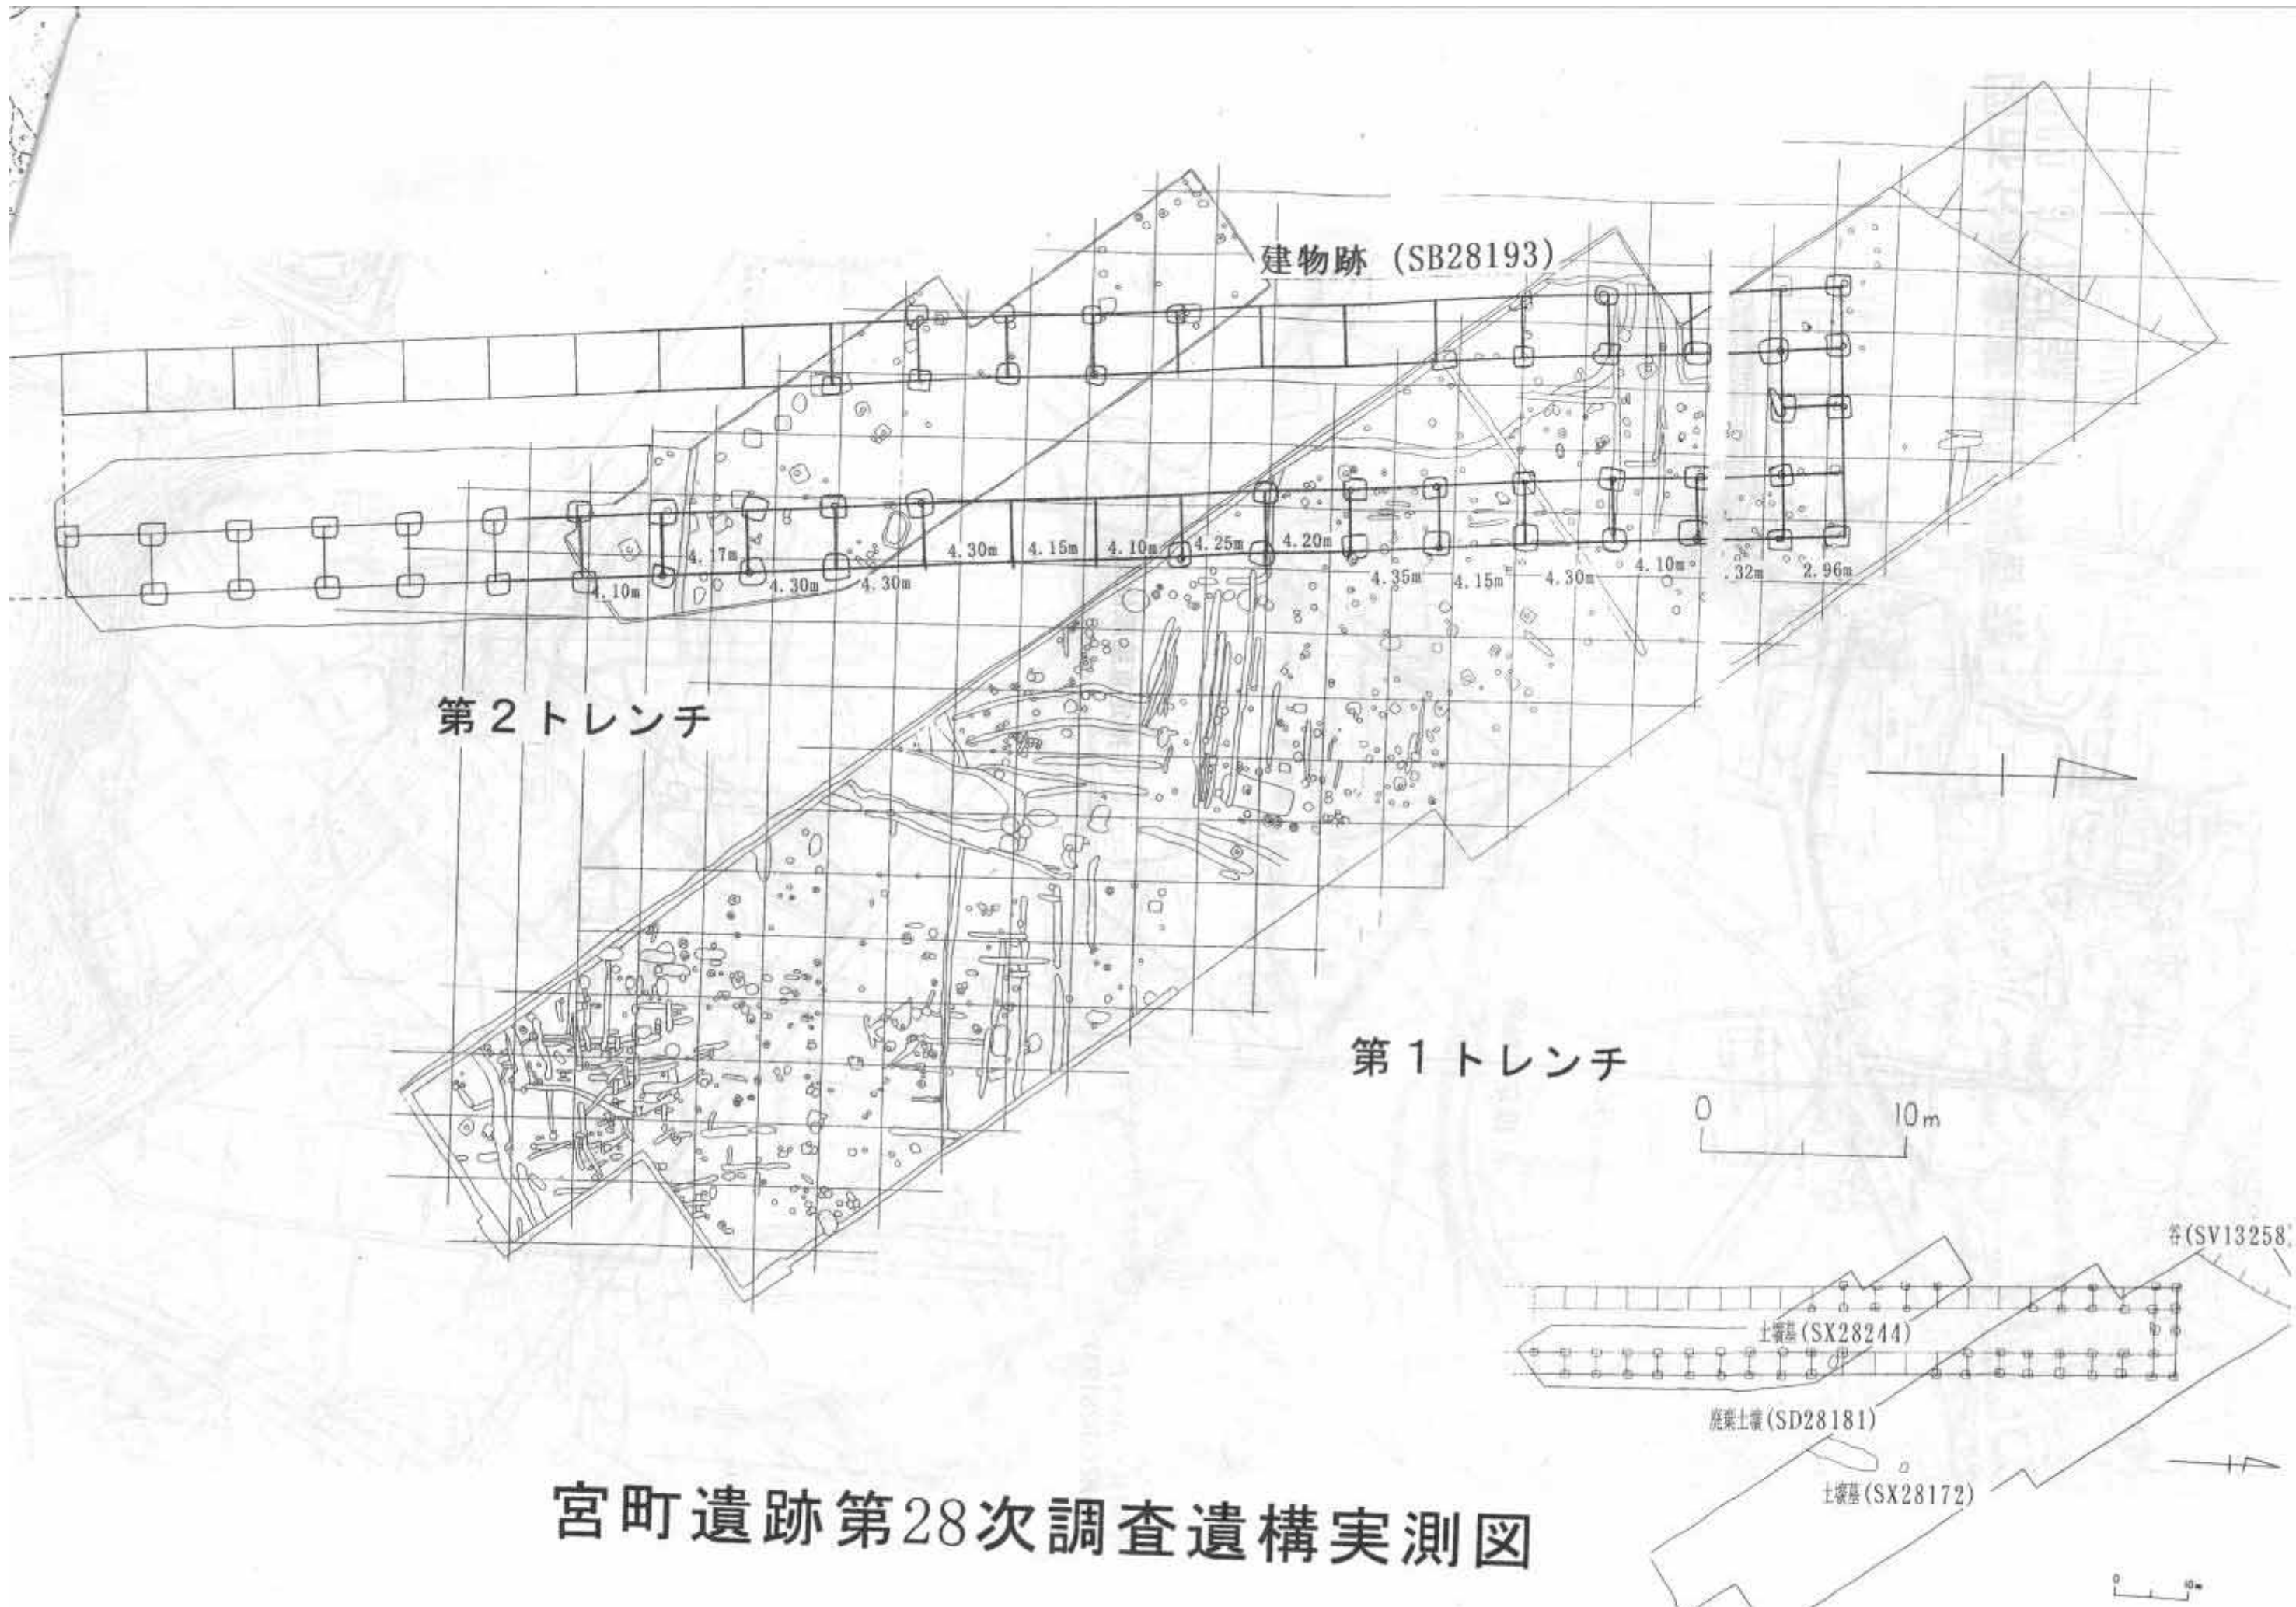 建物跡 (SB28193)
4.17m
4.30m
4.15m
4.10m
4.25m
4.20m
4.10m
4.30m
4.30m
4.35m
4.15m
4.30m
4.10m
.32m
2.96m
第2トレンチ
第1トレンチ
0 10m
谷(SV13258
土壙墓(SX28244)
廃棄土壙(SD28181)
土壙墓(SX28172)
0 10m
宮町遺跡第28次調査遺構実測図